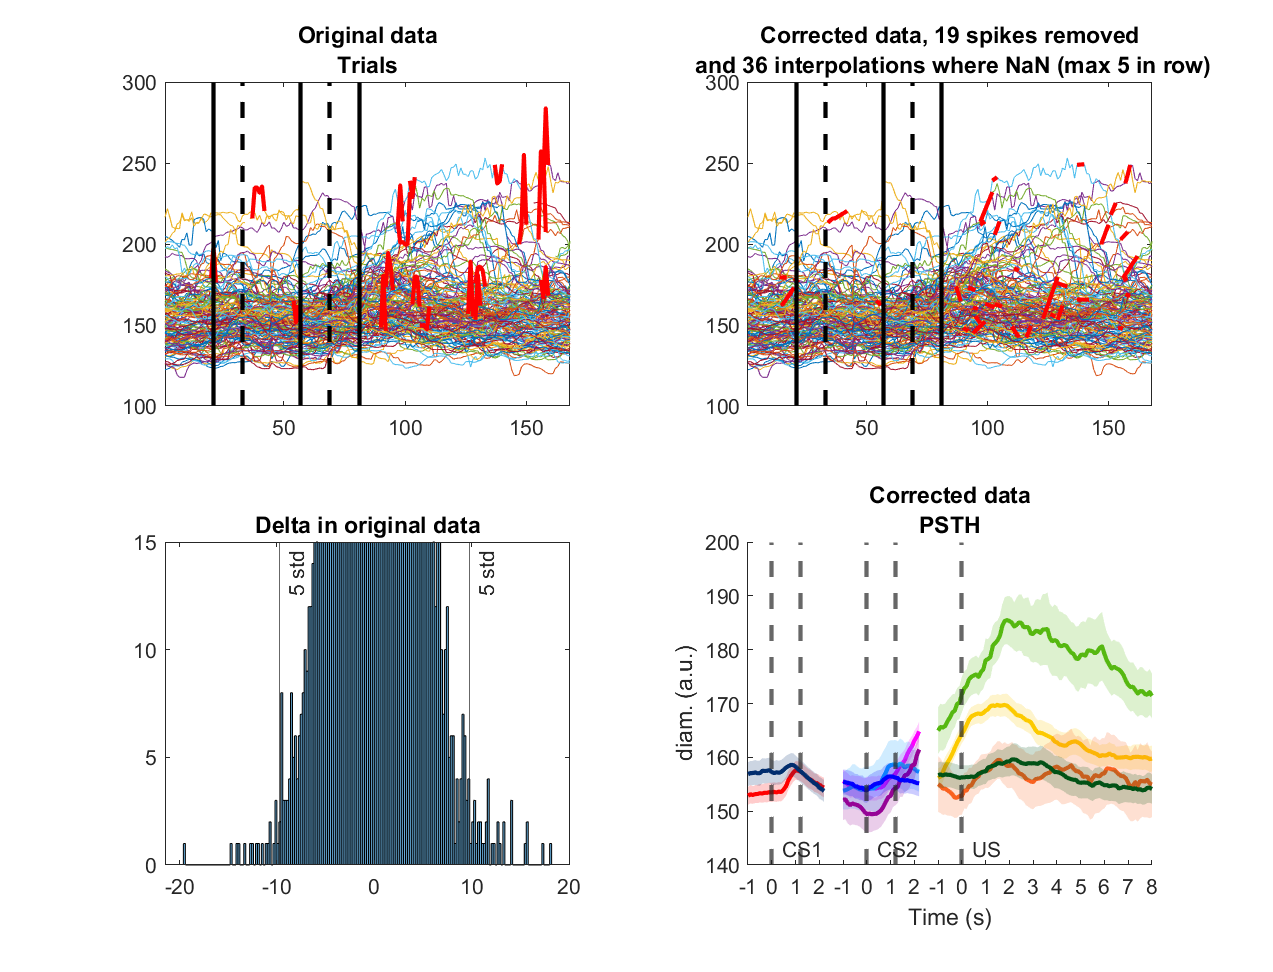 Original data
Trials
300
250
200
150
100
50
100
150
Corrected data, 19 spikes removed
and 36 interpolations where NaN (max 5 in row)
300
250
200
150
100
50
100
150
Delta in original data
15
10
5
0
5 std
5 std
-20
-10
0
10
20
Corrected data
PSTH
diam. (a.u.)
200
190
180
170
160
150
140
CS1
CS2
US
-1 0 1 2 -1 0 1 2 -1 0 1 2 3 4 5 6 7 8
Time (s)